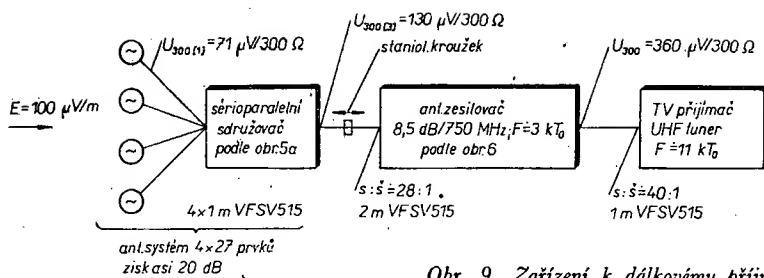 U300[1]=71 µV/300 Ω
U300[3]=130 µV/300 Ω
staniol.kroužek
U300=360 µV/300 Ω
E=100 µV/m
sérioparalelní
sdružovač
podle obr.5a
ant.zesilovač
8,5 dB/750 MHz; F≐3 kT0
podle obr.6
TV přijímač
UHF tuner
F≐11 kT0
4×1 m VFSV515
s:š≐28:1
2 m VFSV515
s:š≐40:1
1 m VFSV515
ant.systém 4×27 prvků
zisk asi 20 dB
Obr. 9. Zařízení k dálkovému